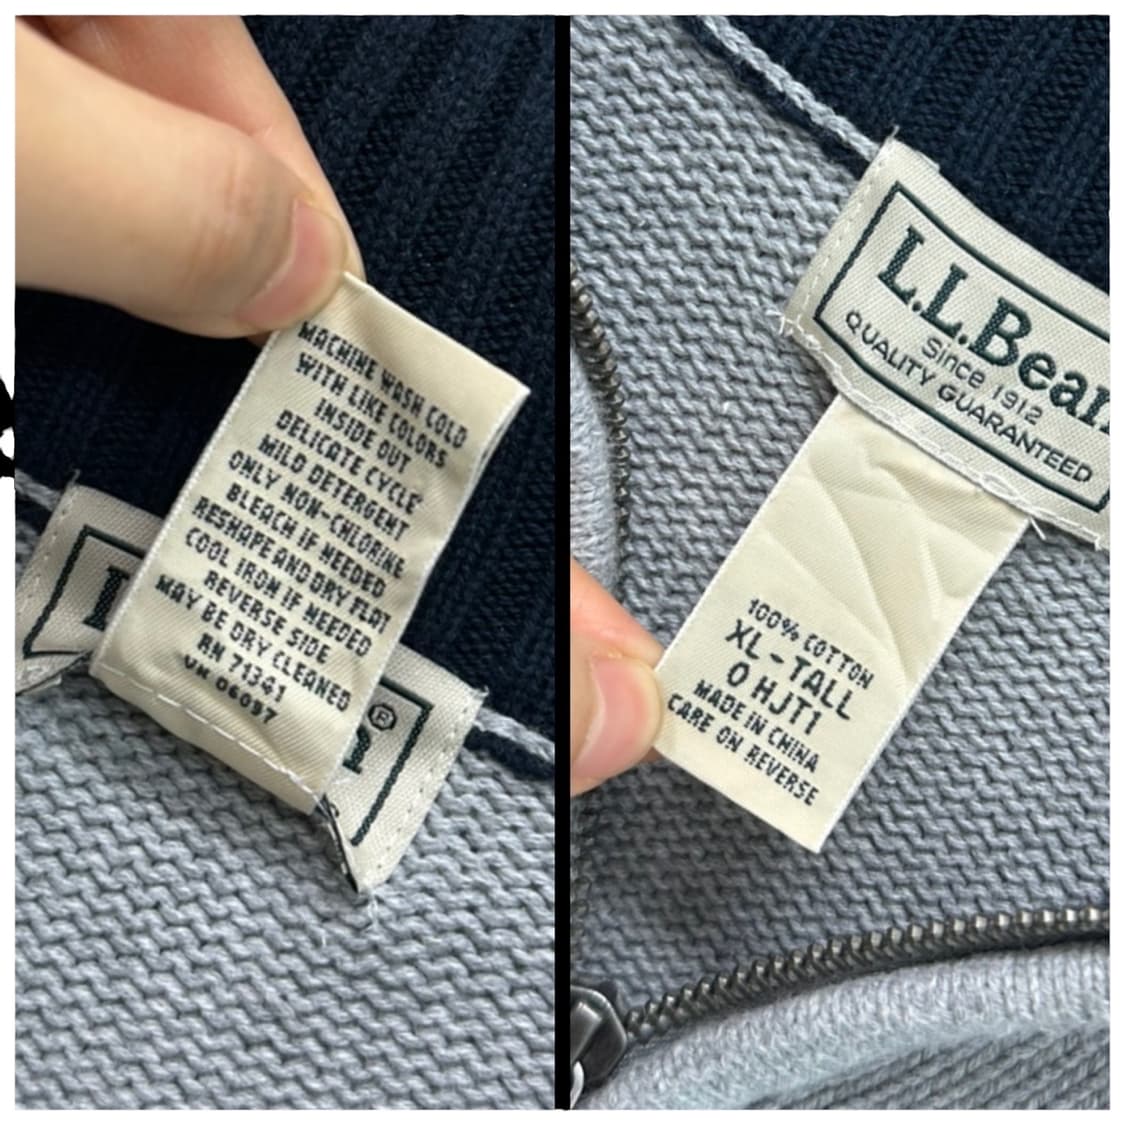 MACHINE WASH COLD
WITH LIKE COLORS
INSIDE OUT
DELICATE CYCLE
MILD DETERGENT
ONLY NON-CHLORINE
BLEACH IF NEEDED
RESHAPE AND DRY FLAT
COOL IRON IF NEEDED
REVERSE SIDE
MAY BE DRY CLEANED
RN 71341
VN 06097
®
L.L.Bean
Since 1912
QUALITY GUARANTEED
100% COTTON
XL-TALL
0 HJT1
MADE IN CHINA
CARE ON REVERSE